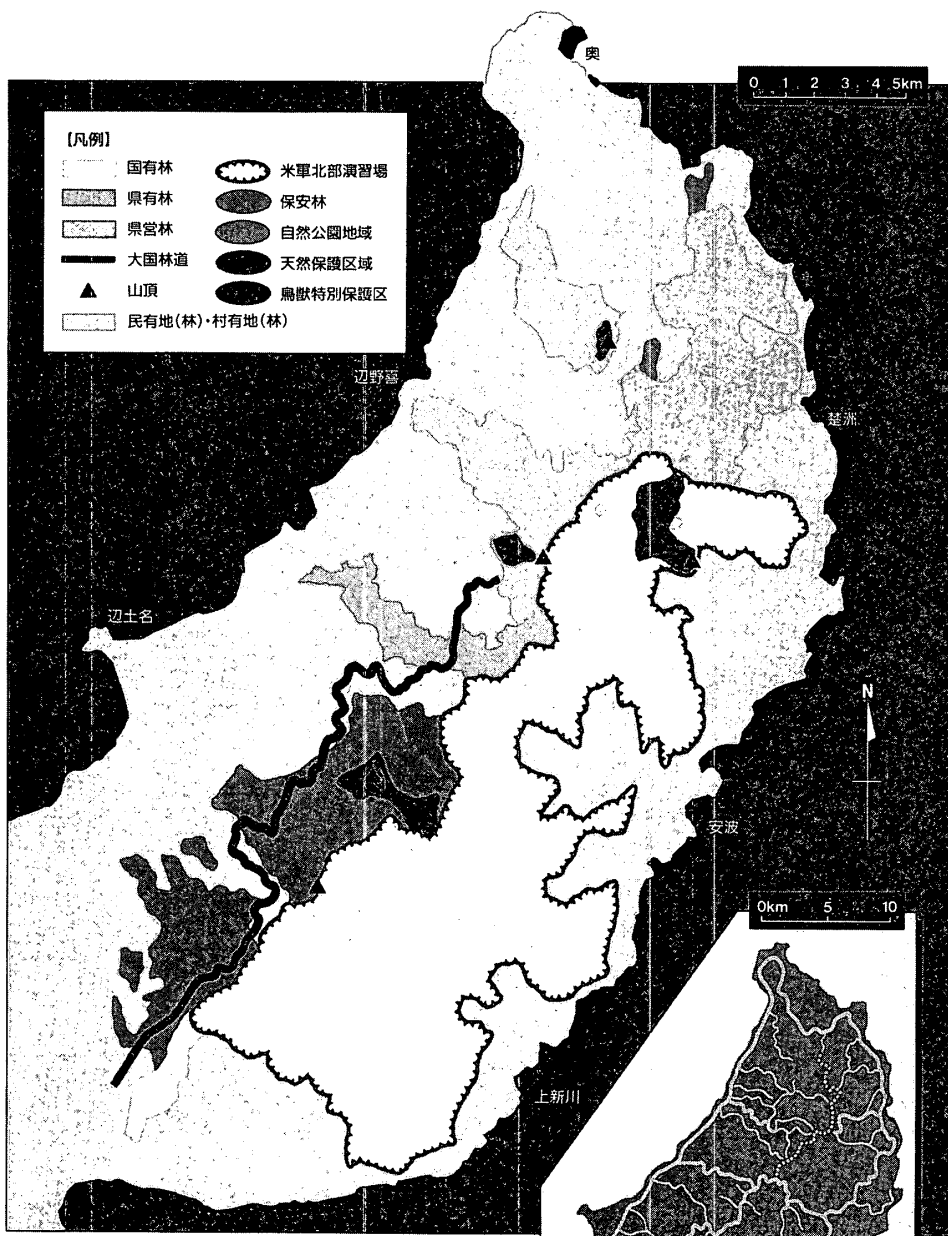 奥
0 1 2 3 4 5km
【凡例】
国有林
県有林
県営林
大国林道
山頂
民有地(林)・村有地(林)
米軍北部演習場
保安林
自然公園地域
天然保護区域
鳥獣特別保護区
辺野喜
楚洲
辺土名
N
安波
0km 5 10
上新川